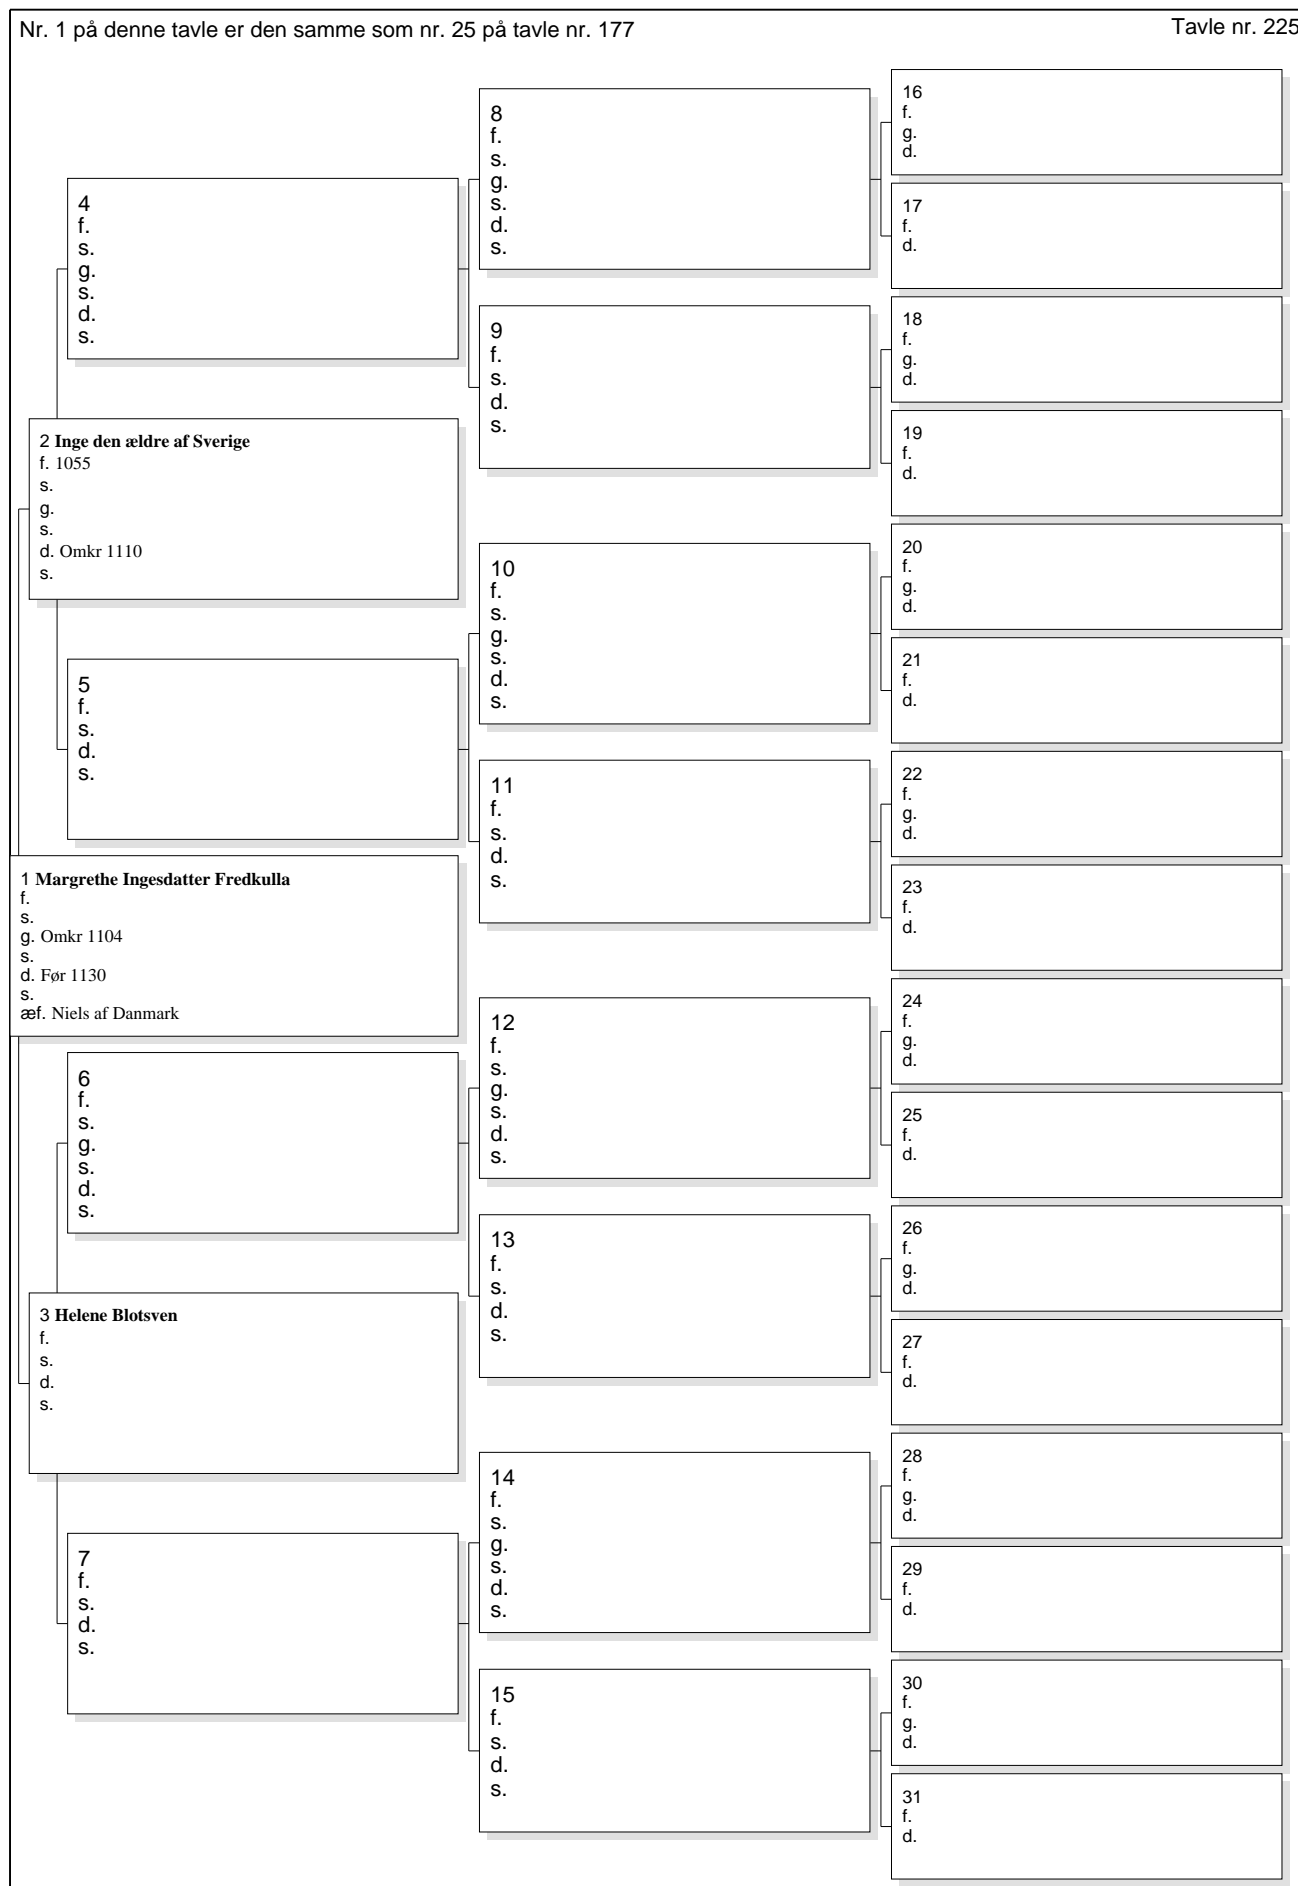 Nr. 1 på denne tavle er den samme som nr. 25 på tavle nr. 177
Tavle nr. 225
1 Margrethe Ingesdatter Fredkulla
f.
s.
g. Omkr 1104
s.
d. Før 1130
s.
æf. Niels af Danmark
2 Inge den ældre af Sverige
f. 1055
s.
g.
s.
d. Omkr 1110
s.
3 Helene Blotsven
f.
s.
d.
s.
4
f.
s.
g.
s.
d.
s.
5
f.
s.
d.
s.
6
f.
s.
g.
s.
d.
s.
7
f.
s.
d.
s.
8
f.
s.
g.
s.
d.
s.
9
f.
s.
d.
s.
10
f.
s.
g.
s.
d.
s.
11
f.
s.
d.
s.
12
f.
s.
g.
s.
d.
s.
13
f.
s.
d.
s.
14
f.
s.
g.
s.
d.
s.
15
f.
s.
d.
s.
16
f.
g.
d.
17
f.
d.
18
f.
g.
d.
19
f.
d.
20
f.
g.
d.
21
f.
d.
22
f.
g.
d.
23
f.
d.
24
f.
g.
d.
25
f.
d.
26
f.
g.
d.
27
f.
d.
28
f.
g.
d.
29
f.
d.
30
f.
g.
d.
31
f.
d.